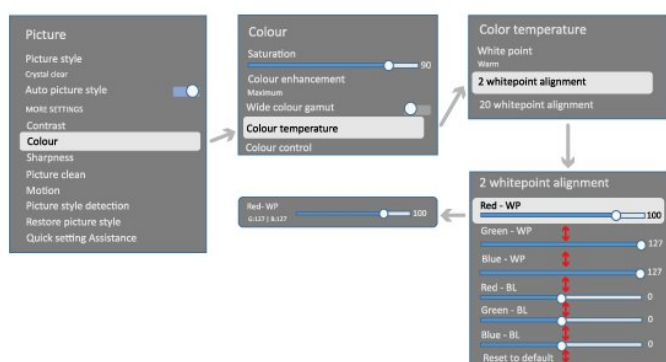 Picture
Picture style
Crystal clear
Auto picture style
MORE SETTINGS
Contrast
Colour
Sharpness
Picture clean
Motion
Picture style detection
Restore picture style
Quick setting Assistance
Colour
Saturation
90
Colour enhancement
Maximum
Wide colour gamut
Colour temperature
Colour control
Color temperature
White point
Warm
2 whitepoint alignment
20 whitepoint alignment
2 whitepoint alignment
Red - WP
100
Green - WP
127
Blue - WP
127
Red - BL
0
Green - BL
0
Blue - BL
0
Reset to default
Red- WP
G:127 | B:127
100